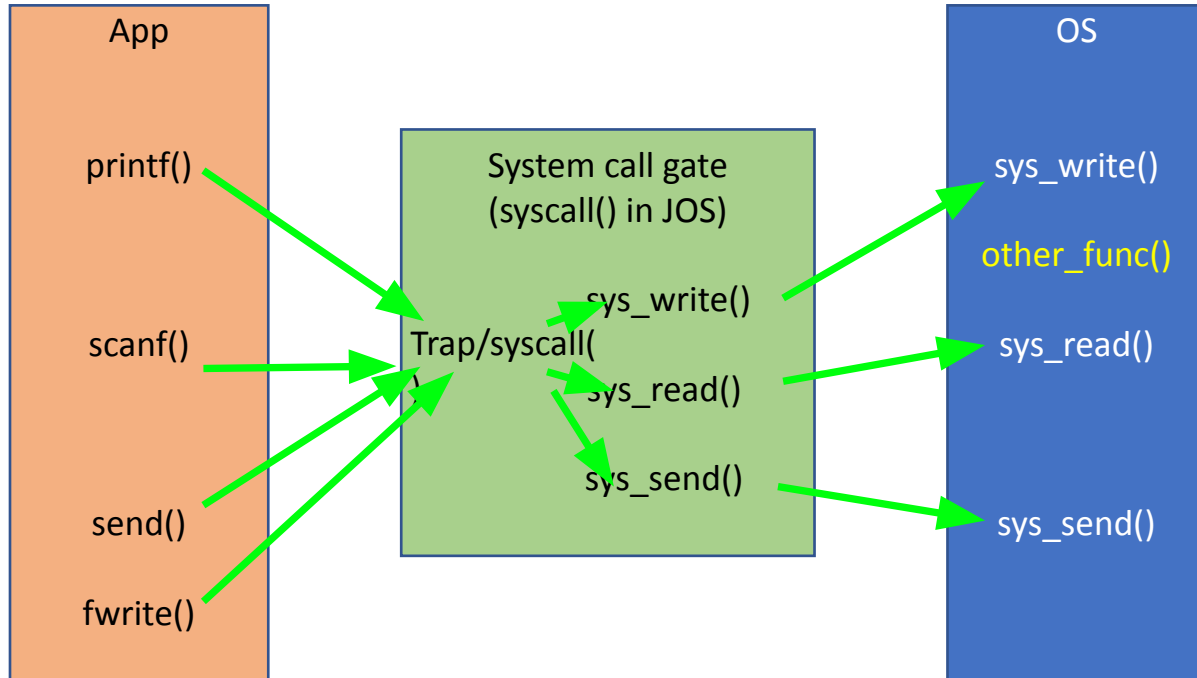 App
printf()
scanf()
send()
fwrite()
System call gate
(syscall() in JOS)
Trap/syscall(
)
sys_write()
sys_read()
sys_send()
OS
sys_write()
other_func()
sys_read()
sys_send()